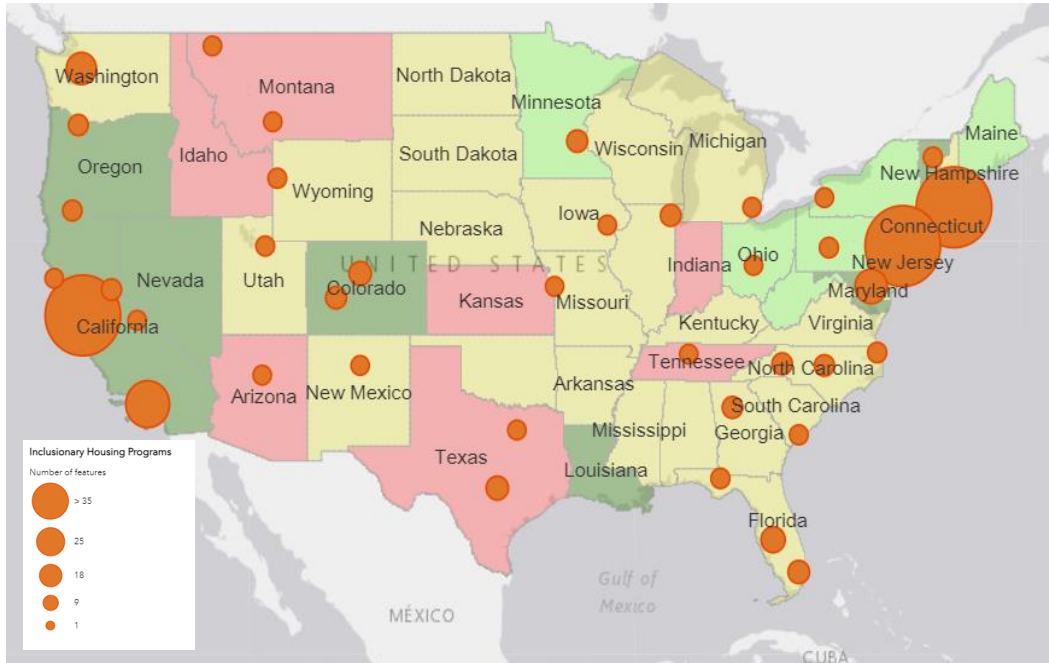 Washington
Montana
North Dakota
Minnesota
Maine
Oregon
Idaho
South Dakota
Wisconsin
Michigan
New Hampshire
Wyoming
Iowa
Connecticut
Nebraska
Nevada
Utah
UNITED STATES
Colorado
Indiana
Ohio
New Jersey
Maryland
Kansas
Missouri
California
Kentucky
Virginia
Tennessee
North Carolina
Arizona
New Mexico
Arkansas
South Carolina
Mississippi
Georgia
Texas
Louisiana
Florida
Gulf of
Mexico
MÉXICO
CUBA
Inclusionary Housing Programs
Number of features
> 35
25
18
9
1